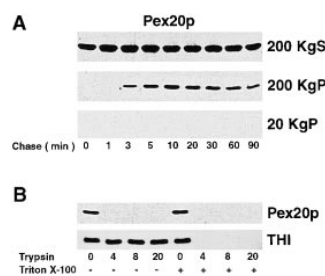 Pex20p
A
200 KgS
200 KgP
20 KgP
Chase ( min ) 0 1 3 5 10 20 30 60 90
B
Pex20p
THI
Trypsin 0 4 8 20 0 4 8 20
Triton X-100 - - - - + + + +